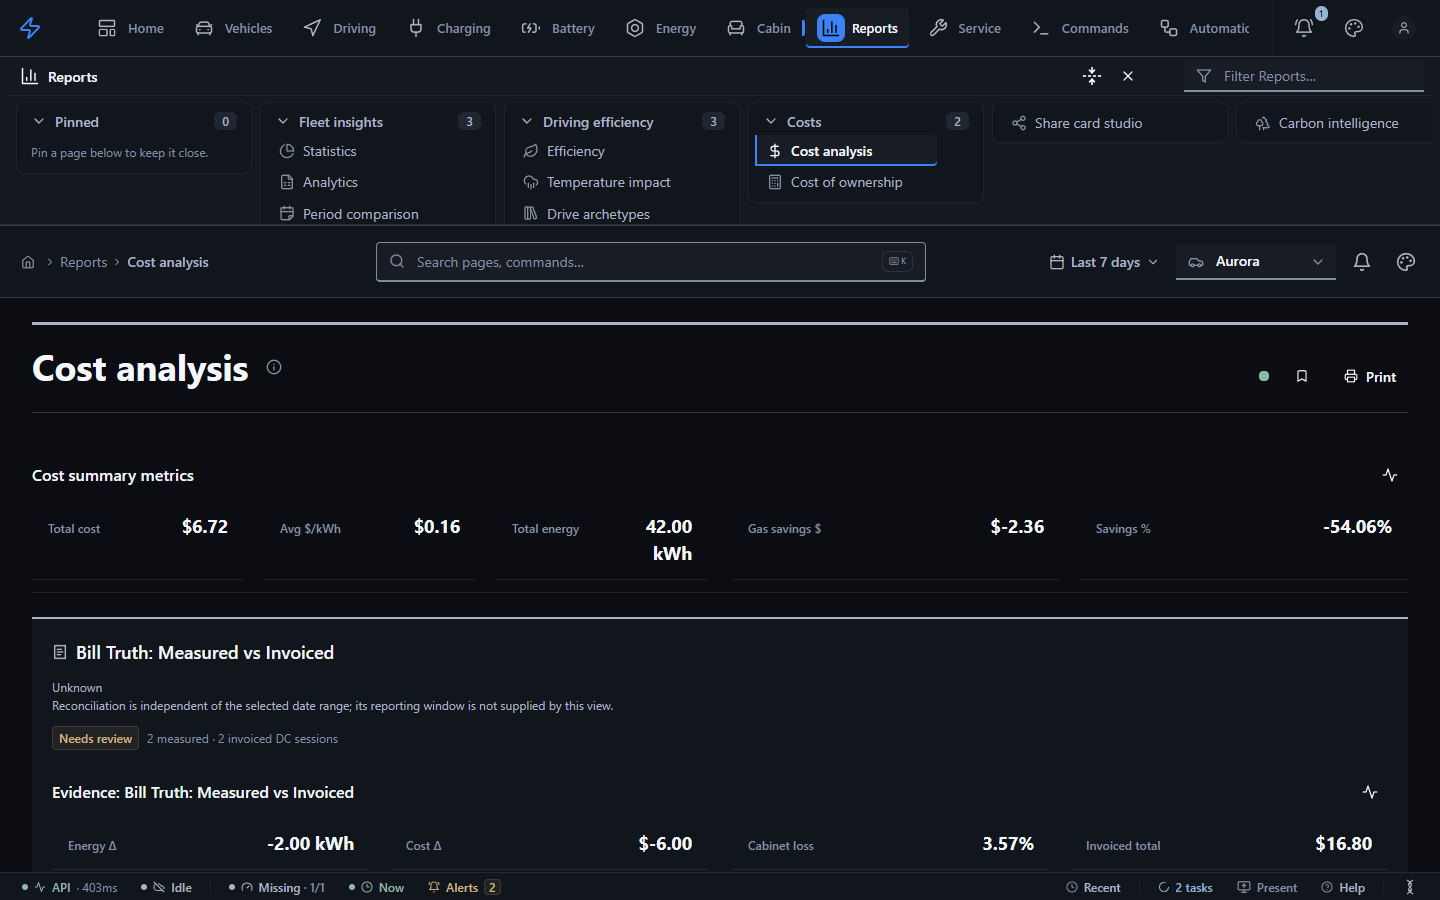 Home Vehicles Driving Charging Battery Energy Cabin Reports Service Commands Automatic 1
Reports Filter Reports...
Pinned 0
Pin a page below to keep it close.
Fleet insights 3
Statistics
Analytics
Period comparison
Driving efficiency 3
Efficiency
Temperature impact
Drive archetypes
Costs 2
Cost analysis
Cost of ownership
Share card studio
Carbon intelligence
Reports Cost analysis Search pages, commands... K Last 7 days Aurora
Cost analysis
Print
Cost summary metrics
Total cost $6.72
Avg $/kWh $0.16
Total energy 42.00 kWh
Gas savings $ $-2.36
Savings % -54.06%
Bill Truth: Measured vs Invoiced
Unknown
Reconciliation is independent of the selected date range; its reporting window is not supplied by this view.
Needs review 2 measured · 2 invoiced DC sessions
Evidence: Bill Truth: Measured vs Invoiced
Energy Δ -2.00 kWh
Cost Δ $-6.00
Cabinet loss 3.57%
Invoiced total $16.80
API · 403ms Idle Missing · 1/1 Now Alerts 2 Recent 2 tasks Present Help